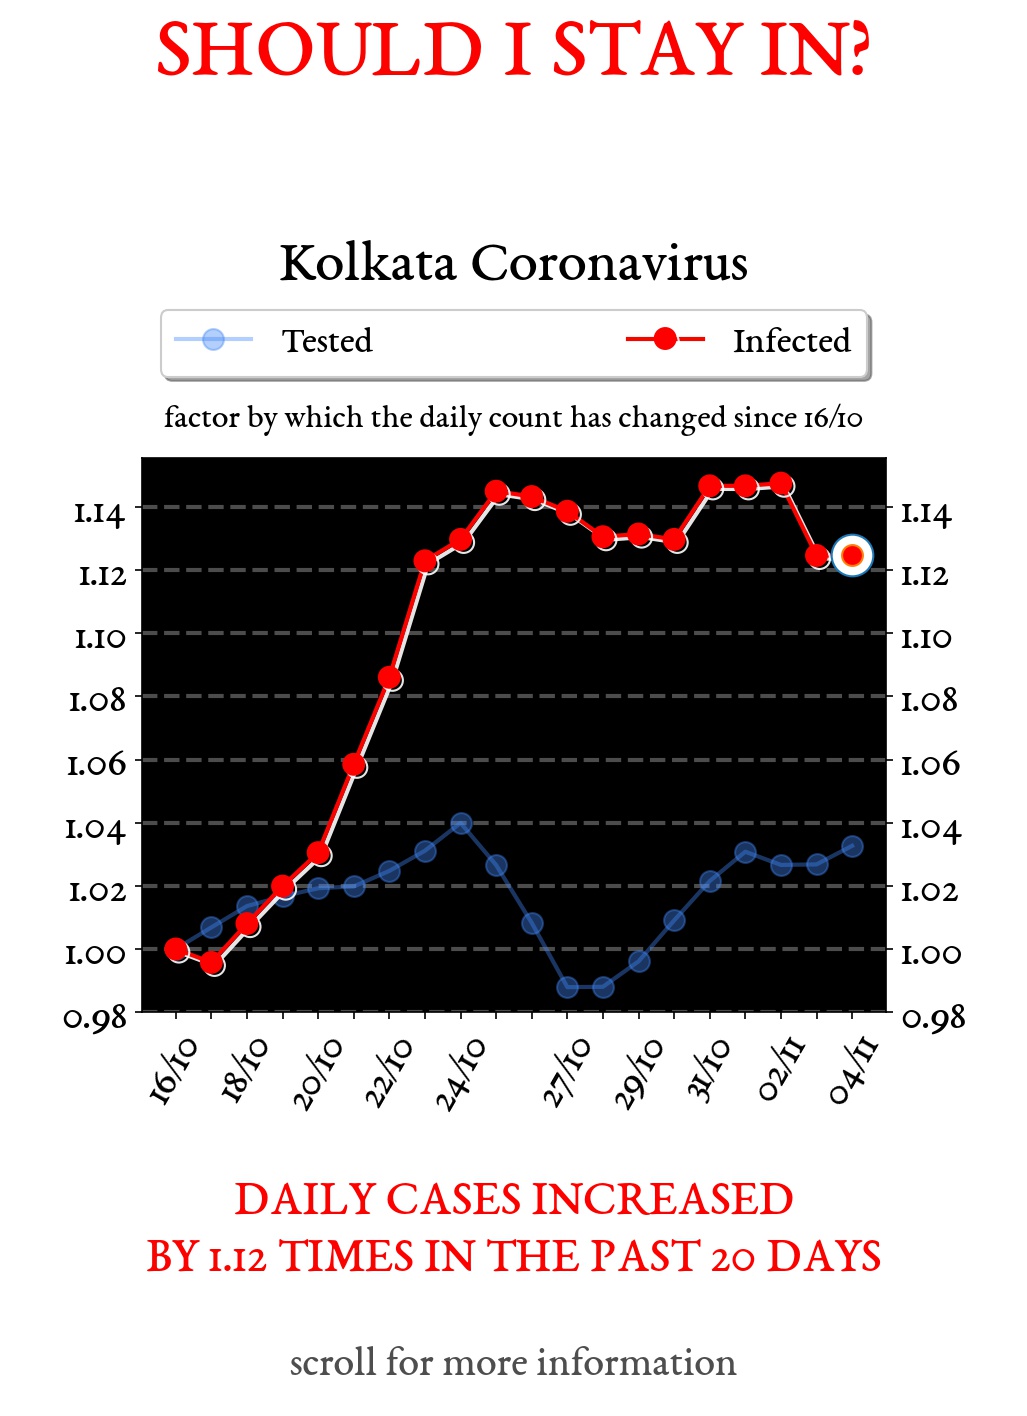 SHOULD I STAY IN?
Kolkata Coronavirus
Tested Infected
factor by which the daily count has changed since 16/10
1.14 1.14
1.12 1.12
1.10 1.10
1.08 1.08
1.06 1.06
1.04 1.04
1.02 1.02
1.00 1.00
0.98 0.98
16/10 18/10 20/10 22/10 24/10 27/10 29/10 31/10 02/11 04/11
DAILY CASES INCREASED
BY 1.12 TIMES IN THE PAST 20 DAYS
scroll for more information